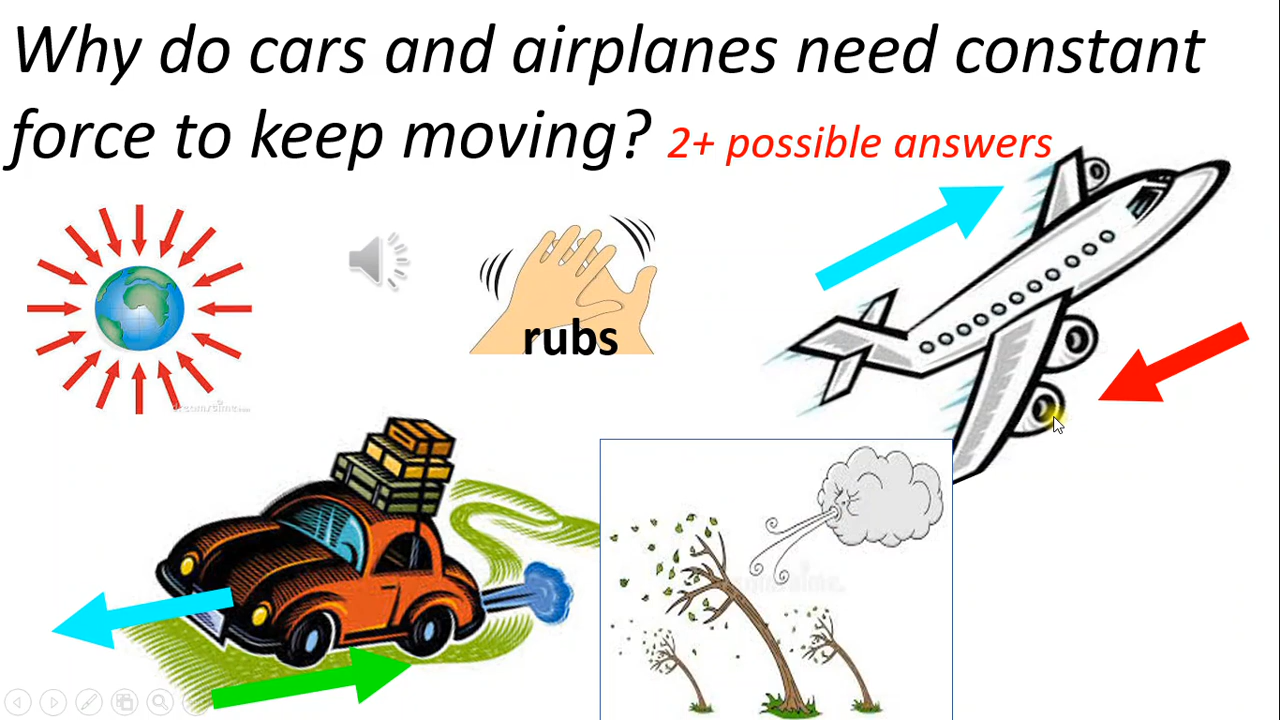 Why do cars and airplanes need constant
force to keep moving? 2+ possible answers
rubs